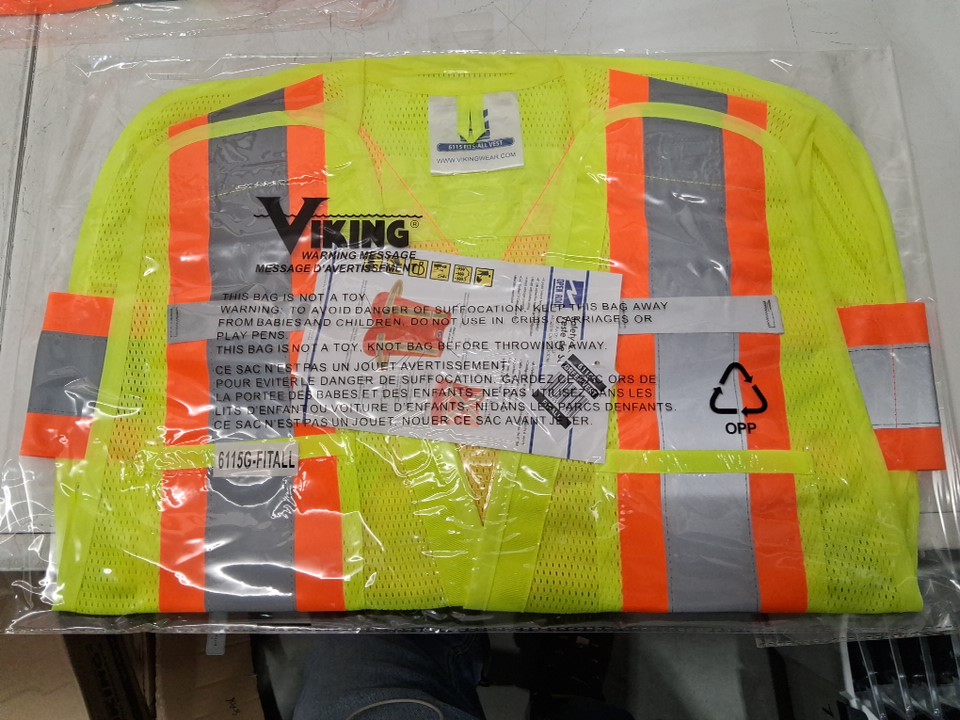 6115 FITS-ALL VEST
WWW.VIKINGWEAR.COM
VIKING®
WARNING MESSAGE
MESSAGE D'AVERTISSEMENT
THIS BAG IS NOT A TOY
WARNING: TO AVOID DANGER OF SUFFOCATION, KEEP THIS BAG AWAY
FROM BABIES AND CHILDREN. DO NOT USE IN CRIBS, CARRIAGES OR
PLAY PENS.
THIS BAG IS NOT A TOY. KNOT BAG BEFORE THROWING AWAY.
CE SAC N'EST PAS UN JOUET AVERTISSEMENT:
POUR EVITER LE DANGER DE SUFFOCATION, GARDEZ CE SAC ORS DE
LA PORTEE DES BABES ET DES ENFANTS. NE PAS UTILISEZ DANS LES
LITS D'ENFANT OU VOITURE D'ENFANTS, NI DANS LES PARCS DENFANTS.
CE SAC N'EST PAS UN JOUET. NOUER CE SAC AVANT JETER.
OPP
6115G-FITALL